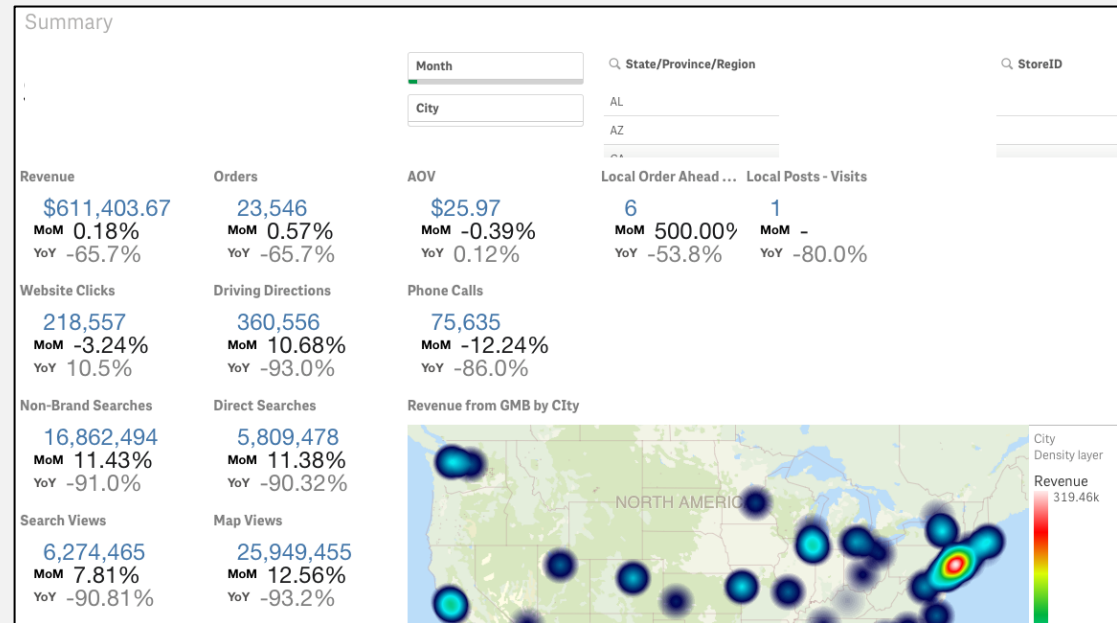 Summary
Month
State/Province/Region
StoreID
City
AL
AZ
Revenue
Orders
AOV
Local Order Ahead ...
Local Posts - Visits
$611,403.67
23,546
$25.97
6
1
MoM 0.18%
MoM 0.57%
MoM -0.39%
MoM 500.00%
MoM -
YoY -65.7%
YoY -65.7%
YoY 0.12%
YoY -53.8%
YoY -80.0%
Website Clicks
Driving Directions
Phone Calls
218,557
360,556
75,635
MoM -3.24%
MoM 10.68%
MoM -12.24%
YoY 10.5%
YoY -93.0%
YoY -86.0%
Non-Brand Searches
Direct Searches
Revenue from GMB by CIty
16,862,494
5,809,478
MoM 11.43%
MoM 11.38%
YoY -91.0%
YoY -90.32%
City
Density layer
Revenue
319.46k
NORTH AMERIC
Search Views
Map Views
6,274,465
25,949,455
MoM 7.81%
MoM 12.56%
YoY -90.81%
YoY -93.2%